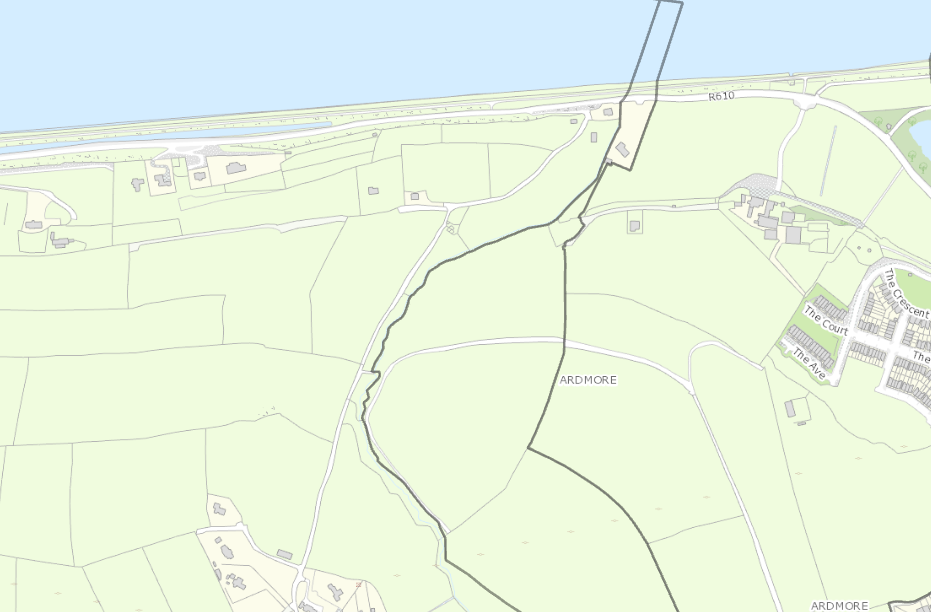 R610
The Crescent
The Court
The
The Ave
ARDMORE
ARDMORE